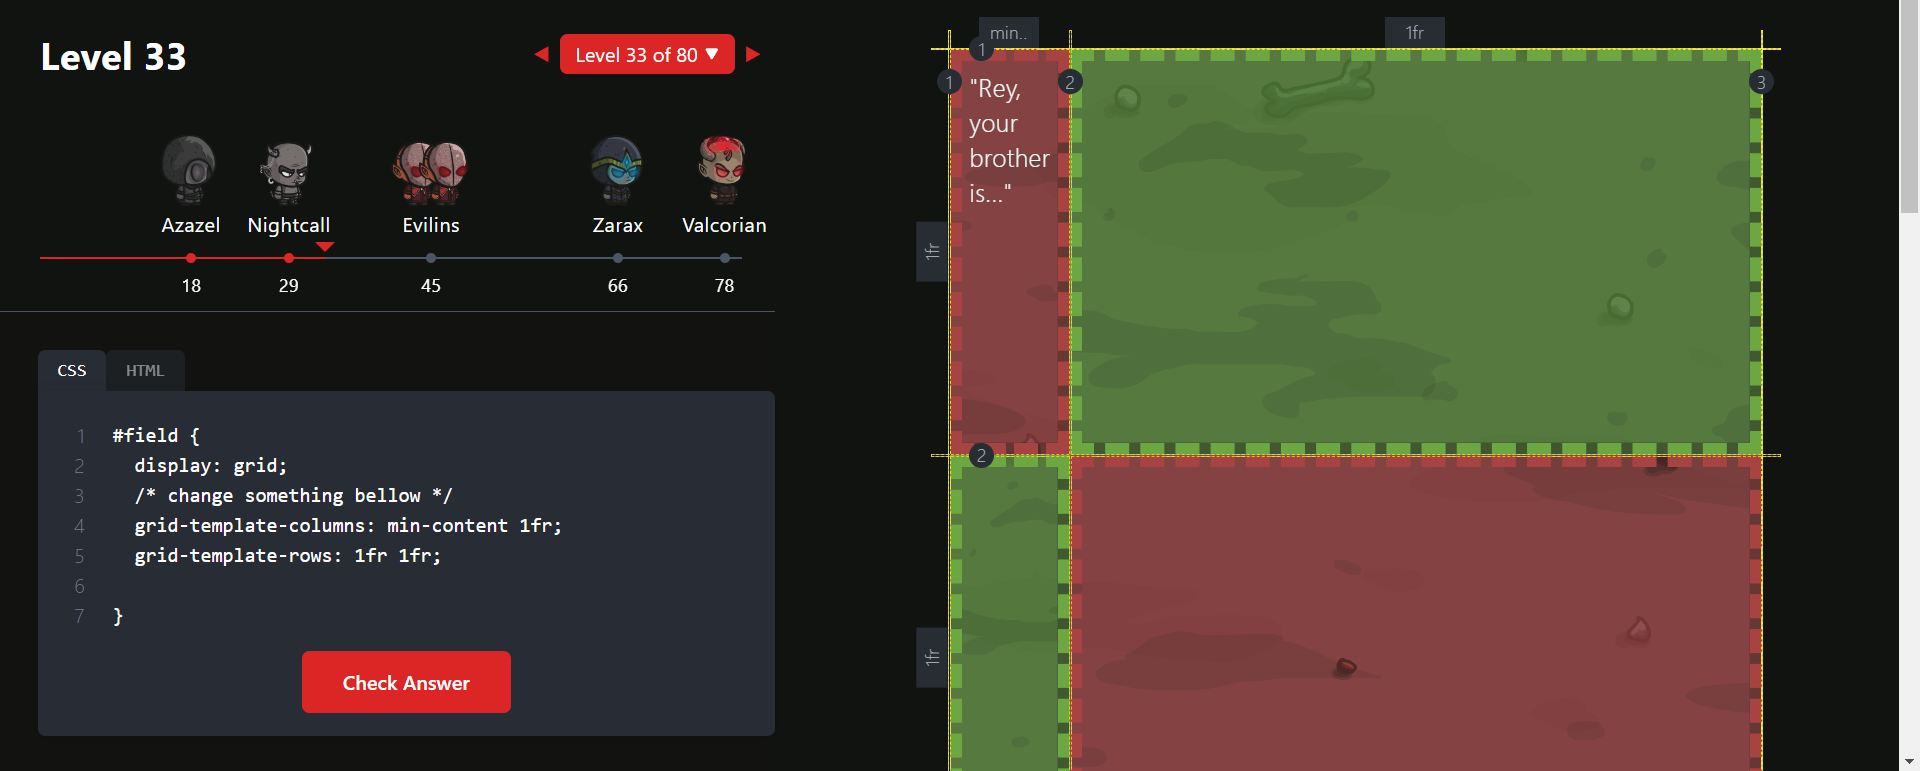 Level 33
Level 33 of 80 ▼
Azazel
Nightcall
Evilins
Zarax
Valcorian
18
29
45
66
78
CSS
HTML
1 #field {
2 display: grid;
3 /* change something bellow */
4 grid-template-columns: min-content 1fr;
5 grid-template-rows: 1fr 1fr;
6
7 }
Check Answer
min..
1fr
1
1
2
3
"Rey,
your
brother
is..."
1fr
2
1fr